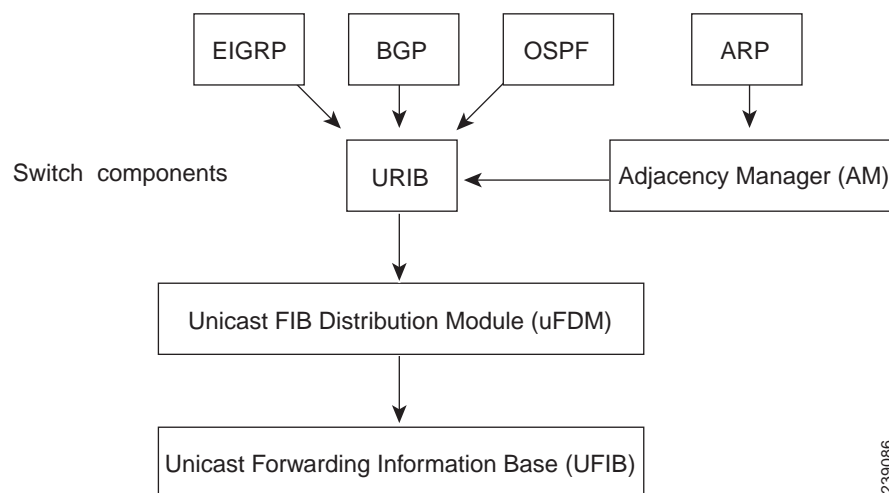 EIGRP
BGP
OSPF
ARP
Switch components
URIB
Adjacency Manager (AM)
Unicast FIB Distribution Module (uFDM)
Unicast Forwarding Information Base (UFIB)
239086